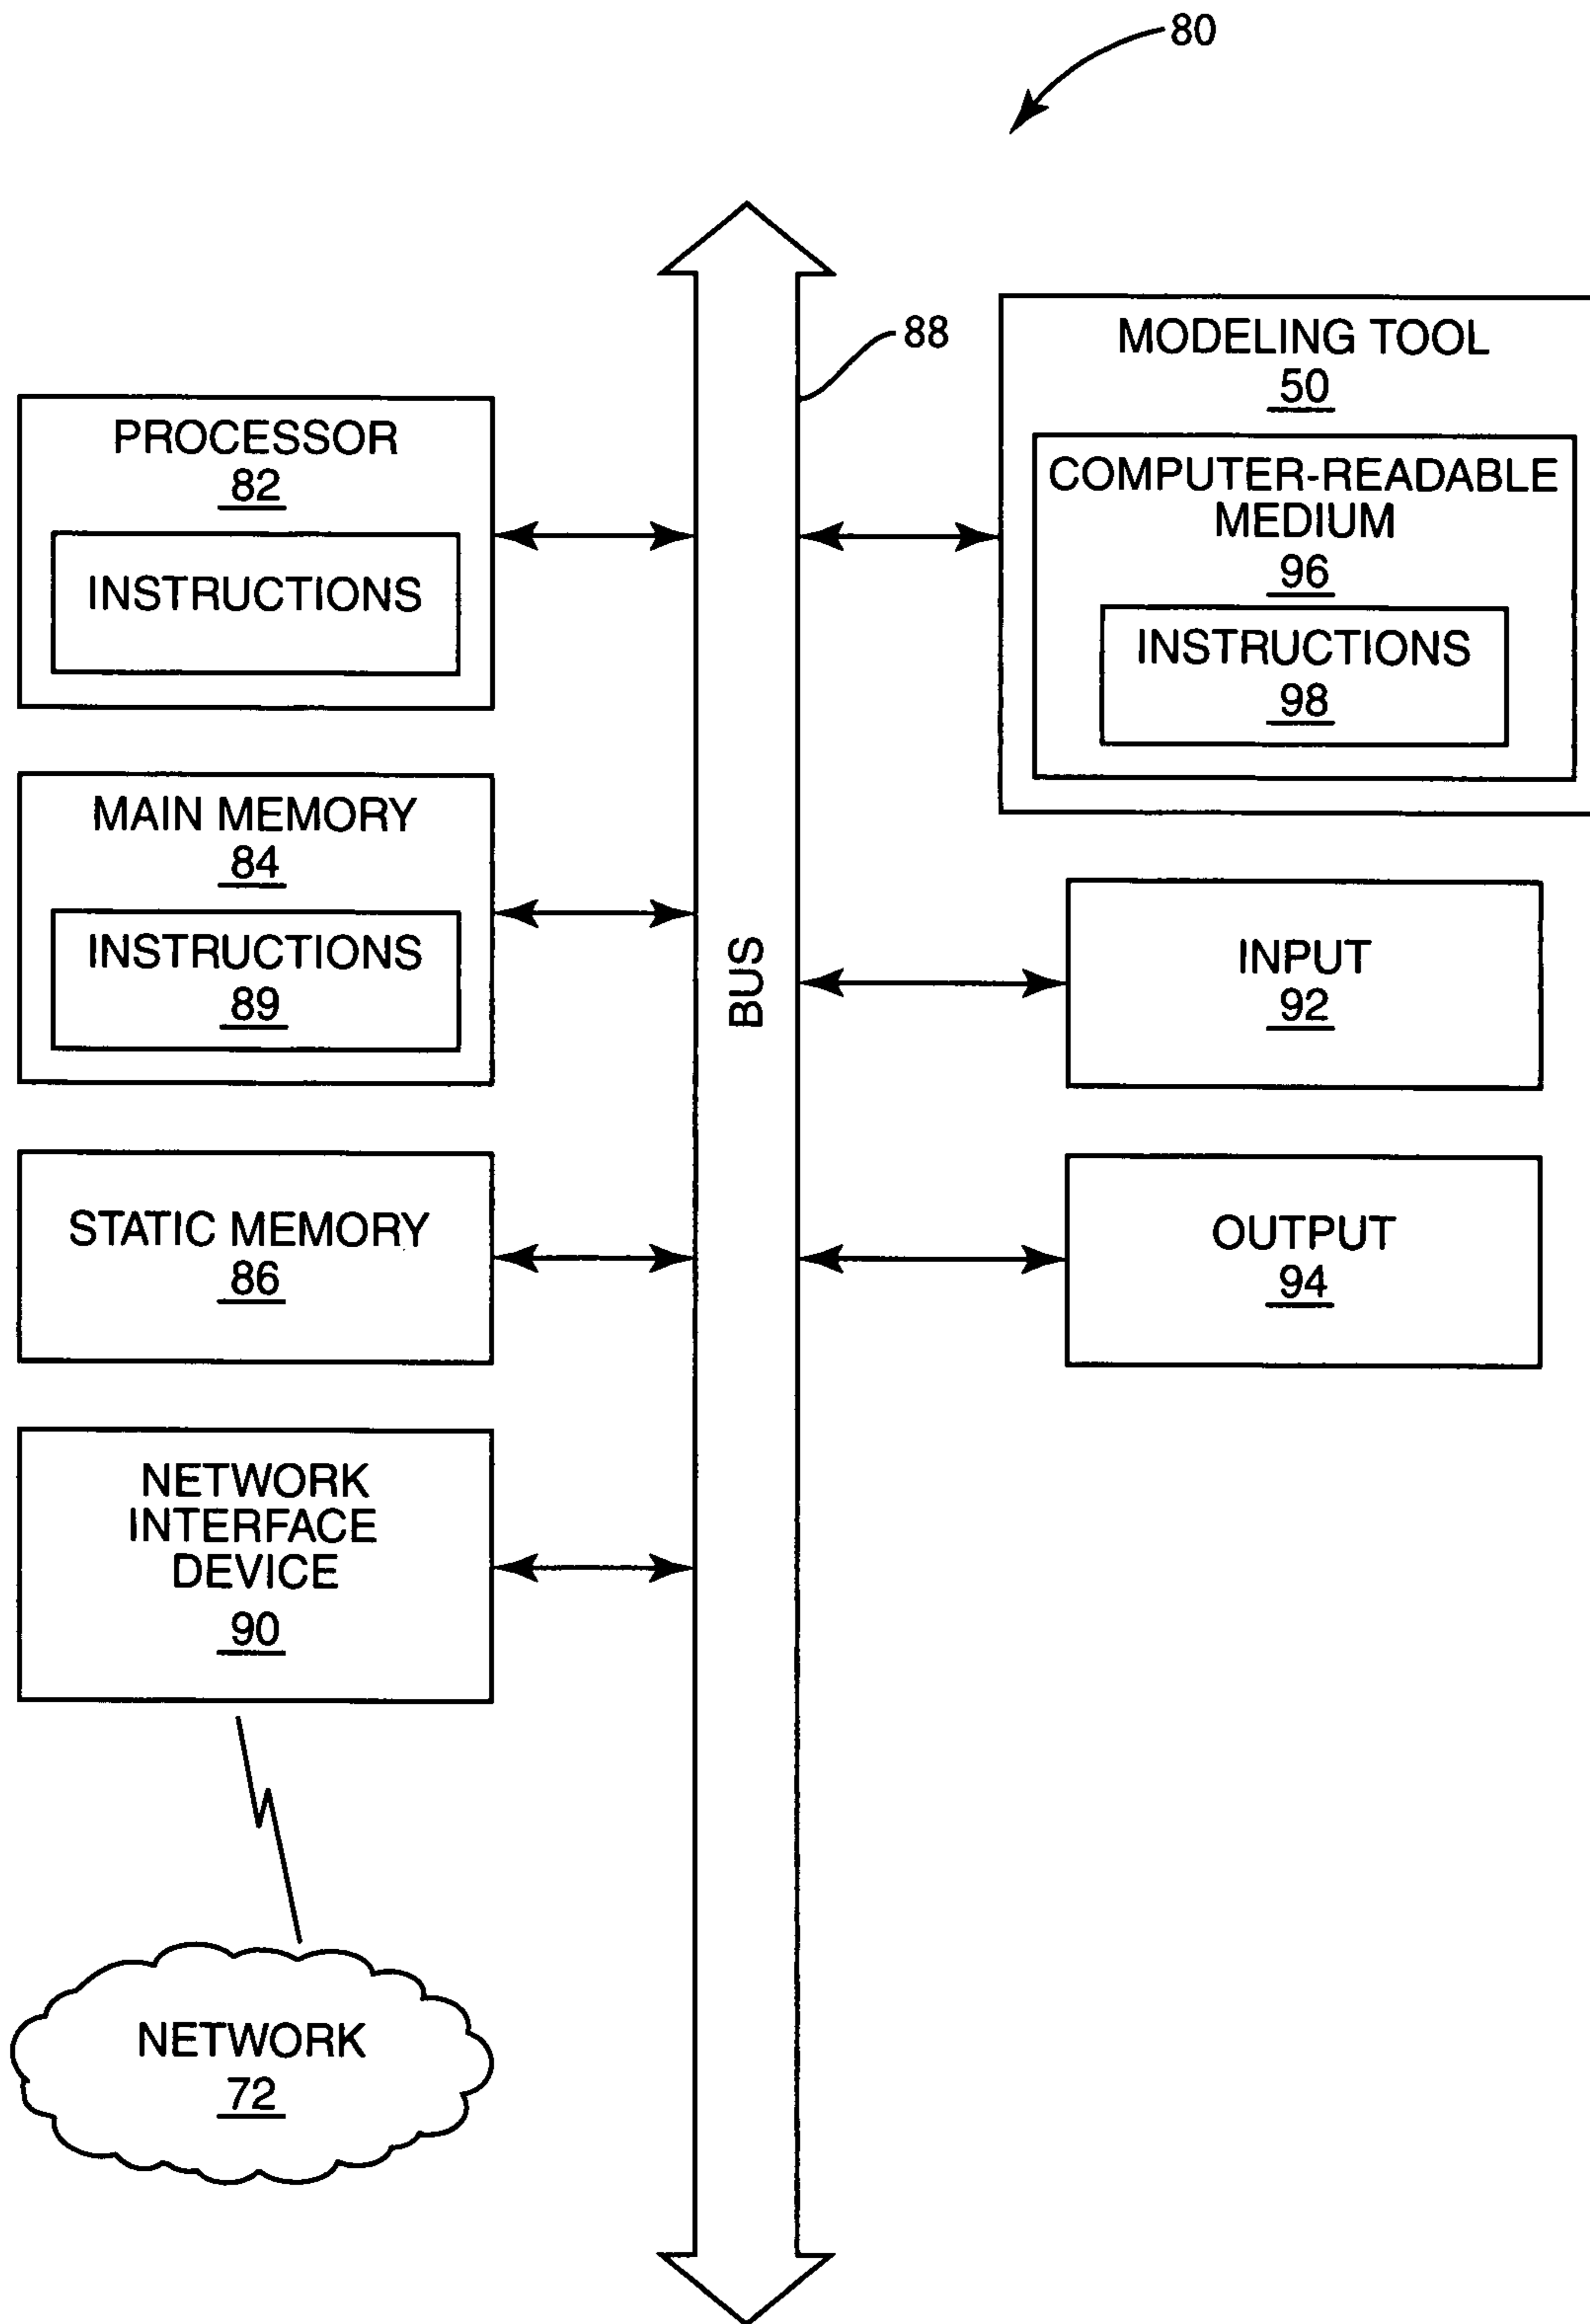 80
88
PROCESSOR
82
INSTRUCTIONS
MAIN MEMORY
84
INSTRUCTIONS
89
STATIC MEMORY
86
NETWORK
INTERFACE
DEVICE
90
NETWORK
72
BUS
MODELING TOOL
50
COMPUTER-READABLE
MEDIUM
96
INSTRUCTIONS
98
INPUT
92
OUTPUT
94